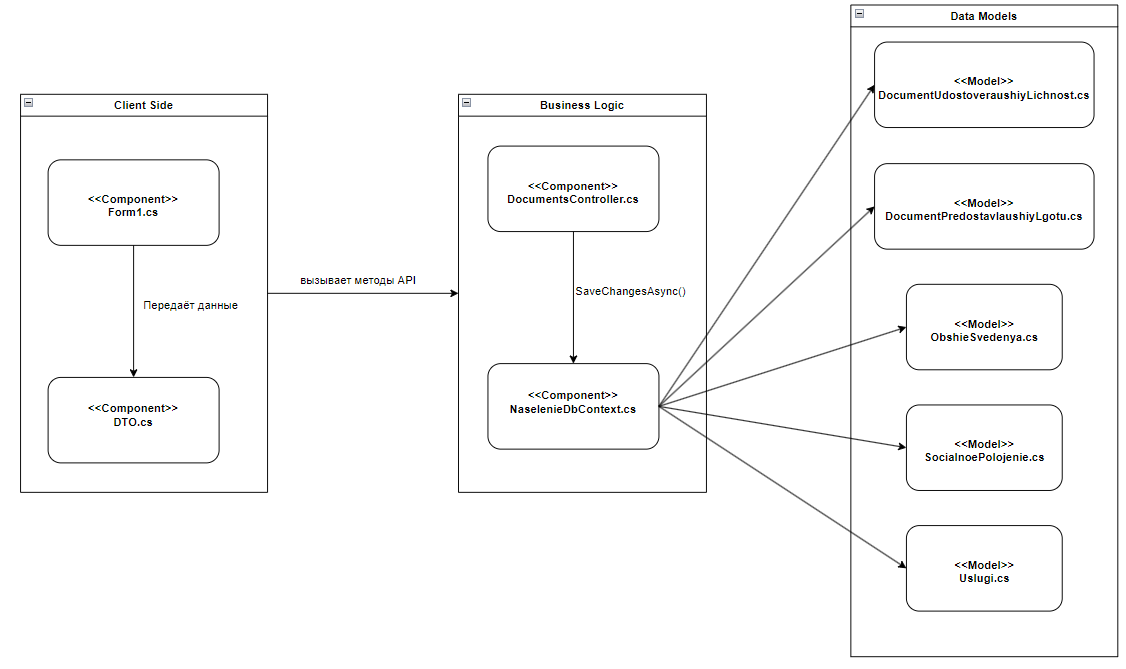 Client Side
<<Component>>
Form1.cs
Передаёт данные
<<Component>>
DTO.cs
вызывает методы API
Business Logic
<<Component>>
DocumentsController.cs
SaveChangesAsync()
<<Component>>
NaselenieDbContext.cs
Data Models
<<Model>>
DocumentUdostoveraushiyLichnost.cs
<<Model>>
DocumentPredostavlaushiyLgotu.cs
<<Model>>
ObshieSvedenya.cs
<<Model>>
SocialnoePolojenie.cs
<<Model>>
Uslugi.cs